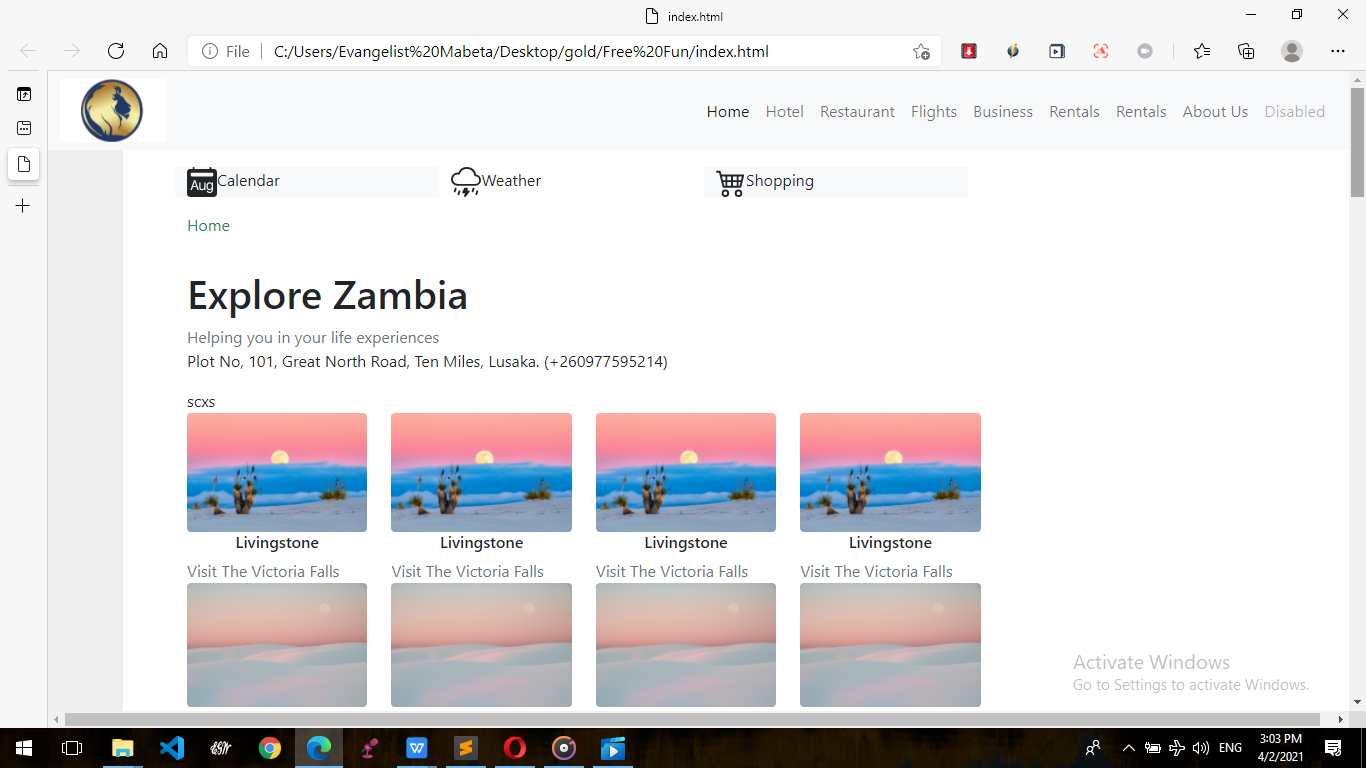 index.html
File C:/Users/Evangelist%20Mabeta/Desktop/gold/Free%20Fun/index.html
Home Hotel Restaurant Flights Business Rentals Rentals About Us Disabled
Aug Calendar Weather Shopping
Home
Explore Zambia
Helping you in your life experiences
Plot No, 101, Great North Road, Ten Miles, Lusaka. (+260977595214)
scxs
Livingstone Livingstone Livingstone Livingstone
Visit The Victoria Falls Visit The Victoria Falls Visit The Victoria Falls Visit The Victoria Falls
Activate Windows
Go to Settings to activate Windows.
ENG
3:03 PM
4/2/2021